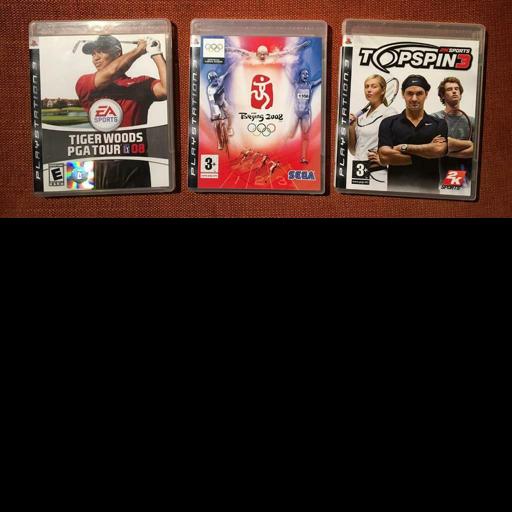 PLAYSTATION 3
EA
SPORTS
TIGER WOODS
PGA TOUR 08
E
PLAYSTATION 3
Beijing 2008
3+
SEGA
PLAYSTATION 3
2K SPORTS
TOPSPIN 3
3+
2K
SPORTS